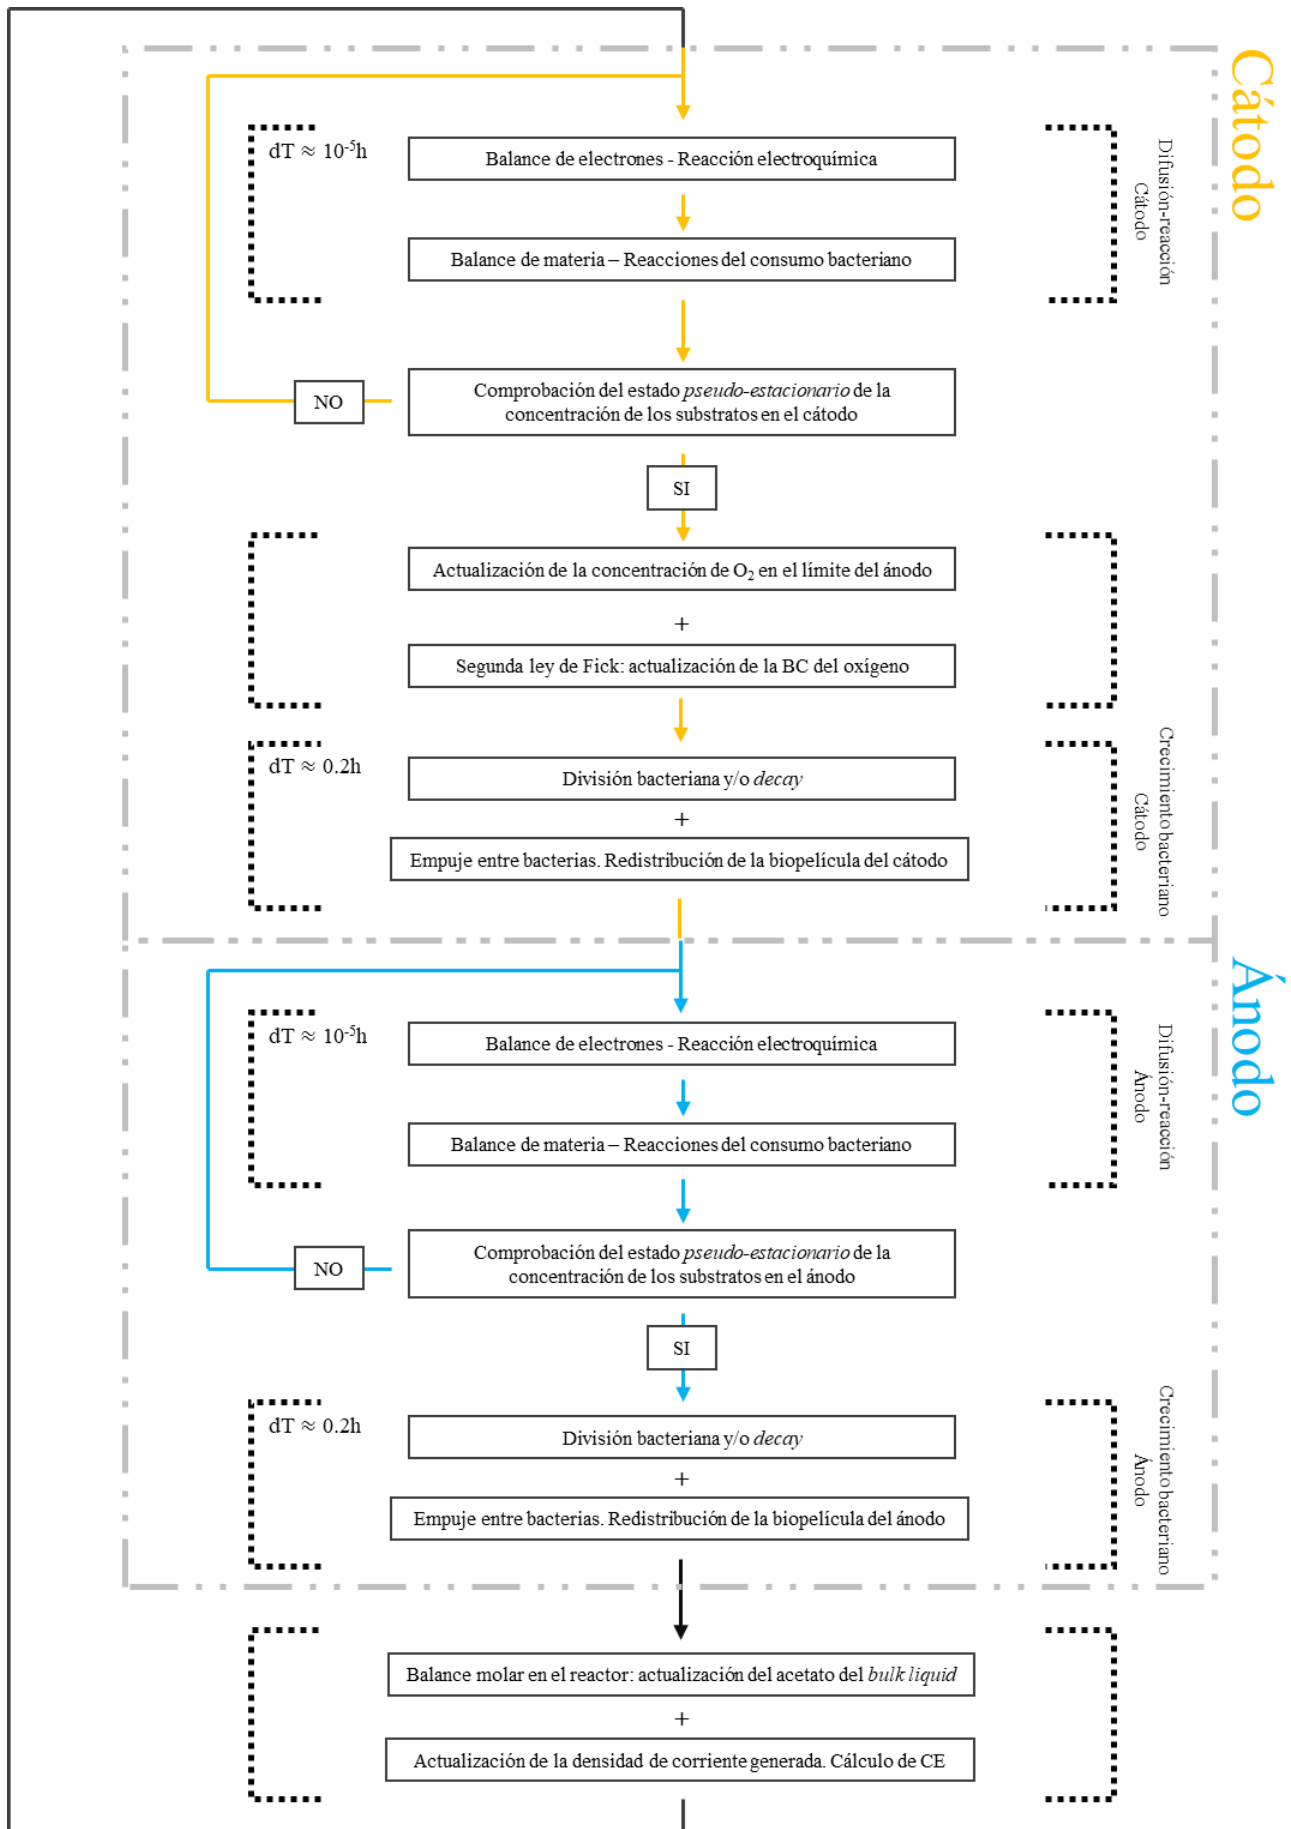 Cátodo
dT ≈ 10⁻⁵h
Balance de electrones - Reacción electroquímica
Difusión-reacción
Cátodo
Balance de materia – Reacciones del consumo bacteriano
Comprobación del estado pseudo-estacionario de la
concentración de los substratos en el cátodo
NO
SI
Actualización de la concentración de O₂ en el límite del ánodo
+
Segunda ley de Fick: actualización de la BC del oxígeno
dT ≈ 0.2h
División bacteriana y/o decay
Crecimiento bacteriano
Cátodo
+
Empuje entre bacterias. Redistribución de la biopelícula del cátodo
Ánodo
dT ≈ 10⁻⁵h
Balance de electrones - Reacción electroquímica
Difusión-reacción
Ánodo
Balance de materia – Reacciones del consumo bacteriano
Comprobación del estado pseudo-estacionario de la
concentración de los substratos en el ánodo
NO
SI
dT ≈ 0.2h
División bacteriana y/o decay
Crecimiento bacteriano
Ánodo
+
Empuje entre bacterias. Redistribución de la biopelícula del ánodo
Balance molar en el reactor: actualización del acetato del bulk liquid
+
Actualización de la densidad de corriente generada. Cálculo de CE